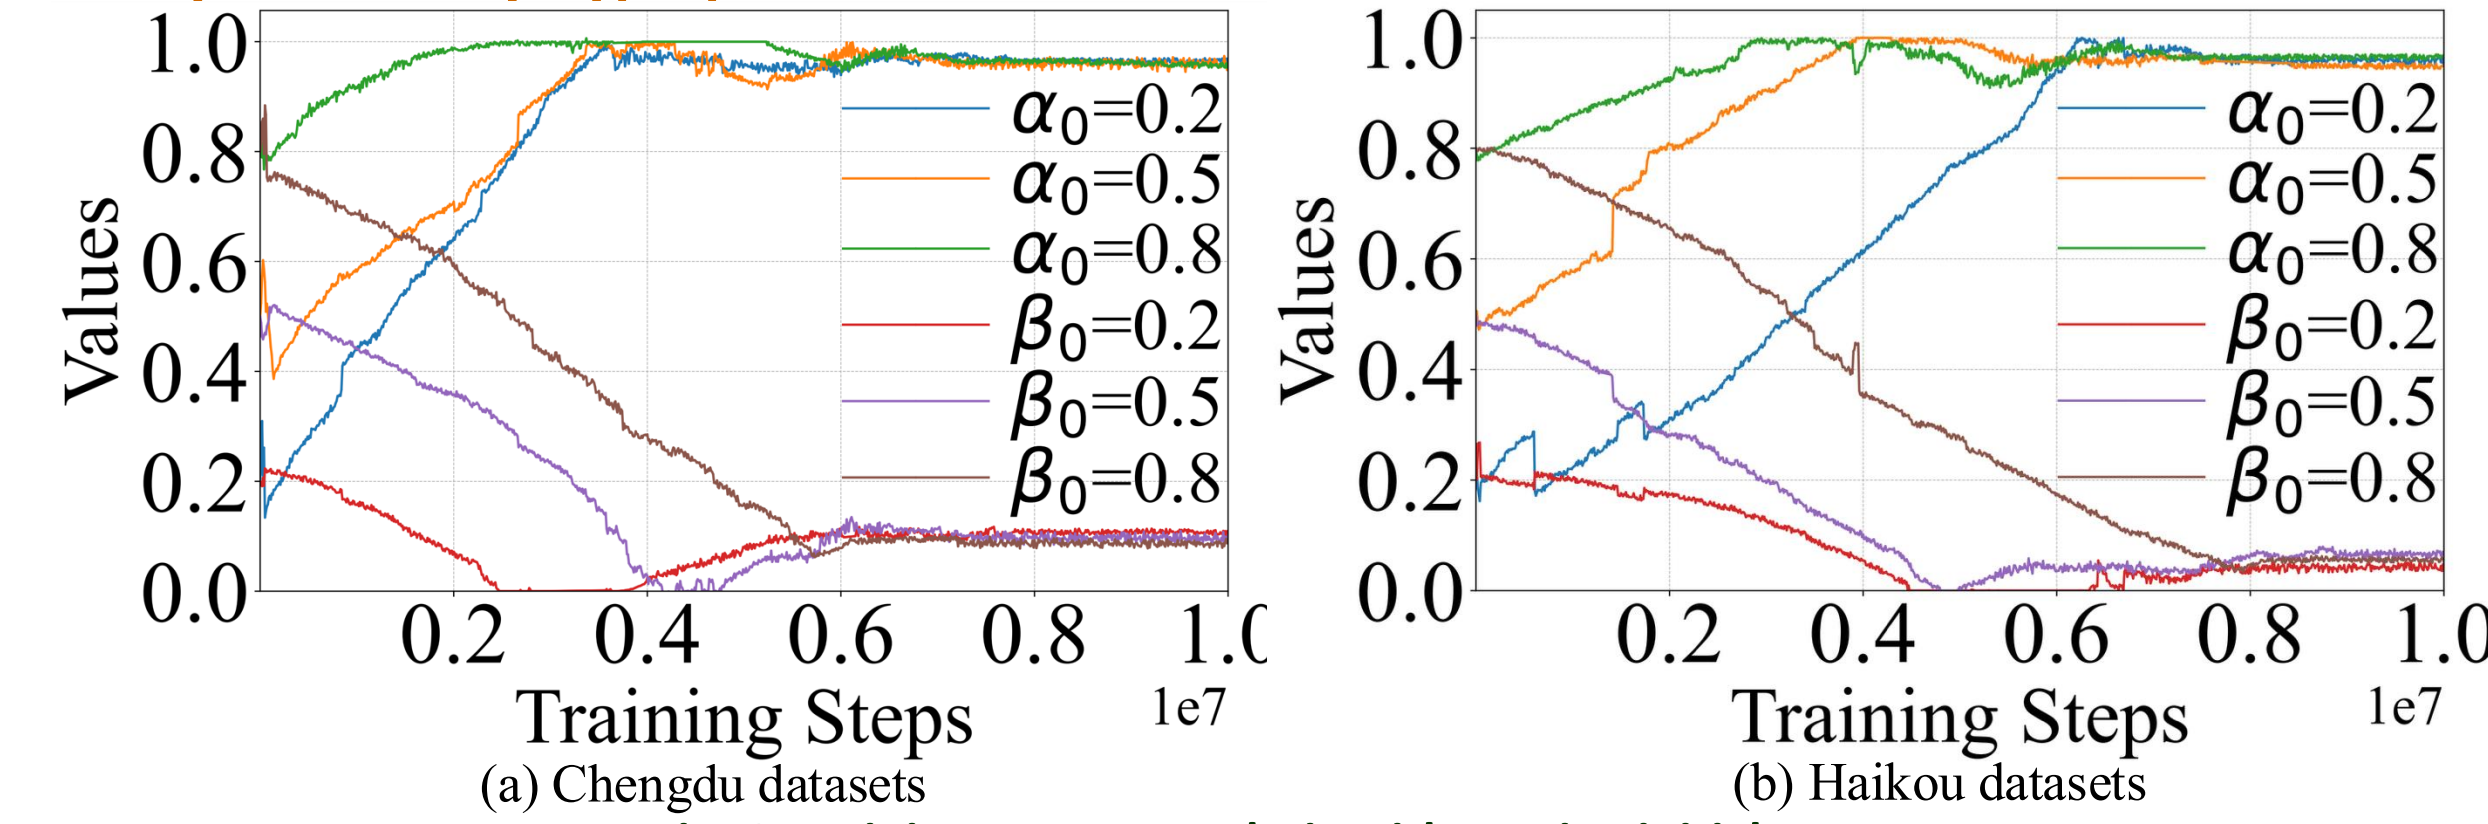 1.0
0.8
0.6
0.4
0.2
0.0
Values
α0=0.2
α0=0.5
α0=0.8
β0=0.2
β0=0.5
β0=0.8
0.2 0.4 0.6 0.8 1.0
Training Steps 1e7
(a) Chengdu datasets
1.0
0.8
0.6
0.4
0.2
0.0
Values
α0=0.2
α0=0.5
α0=0.8
β0=0.2
β0=0.5
β0=0.8
0.2 0.4 0.6 0.8 1.0
Training Steps 1e7
(b) Haikou datasets